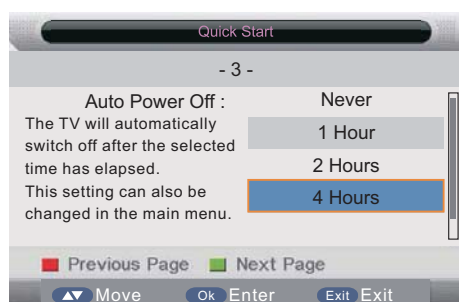 Quick Start
- 3 -
Auto Power Off :
The TV will automatically
switch off after the selected
time has elapsed.
This setting can also be
changed in the main menu.
Never
1 Hour
2 Hours
4 Hours
Previous Page Next Page
Move Ok Enter Exit Exit